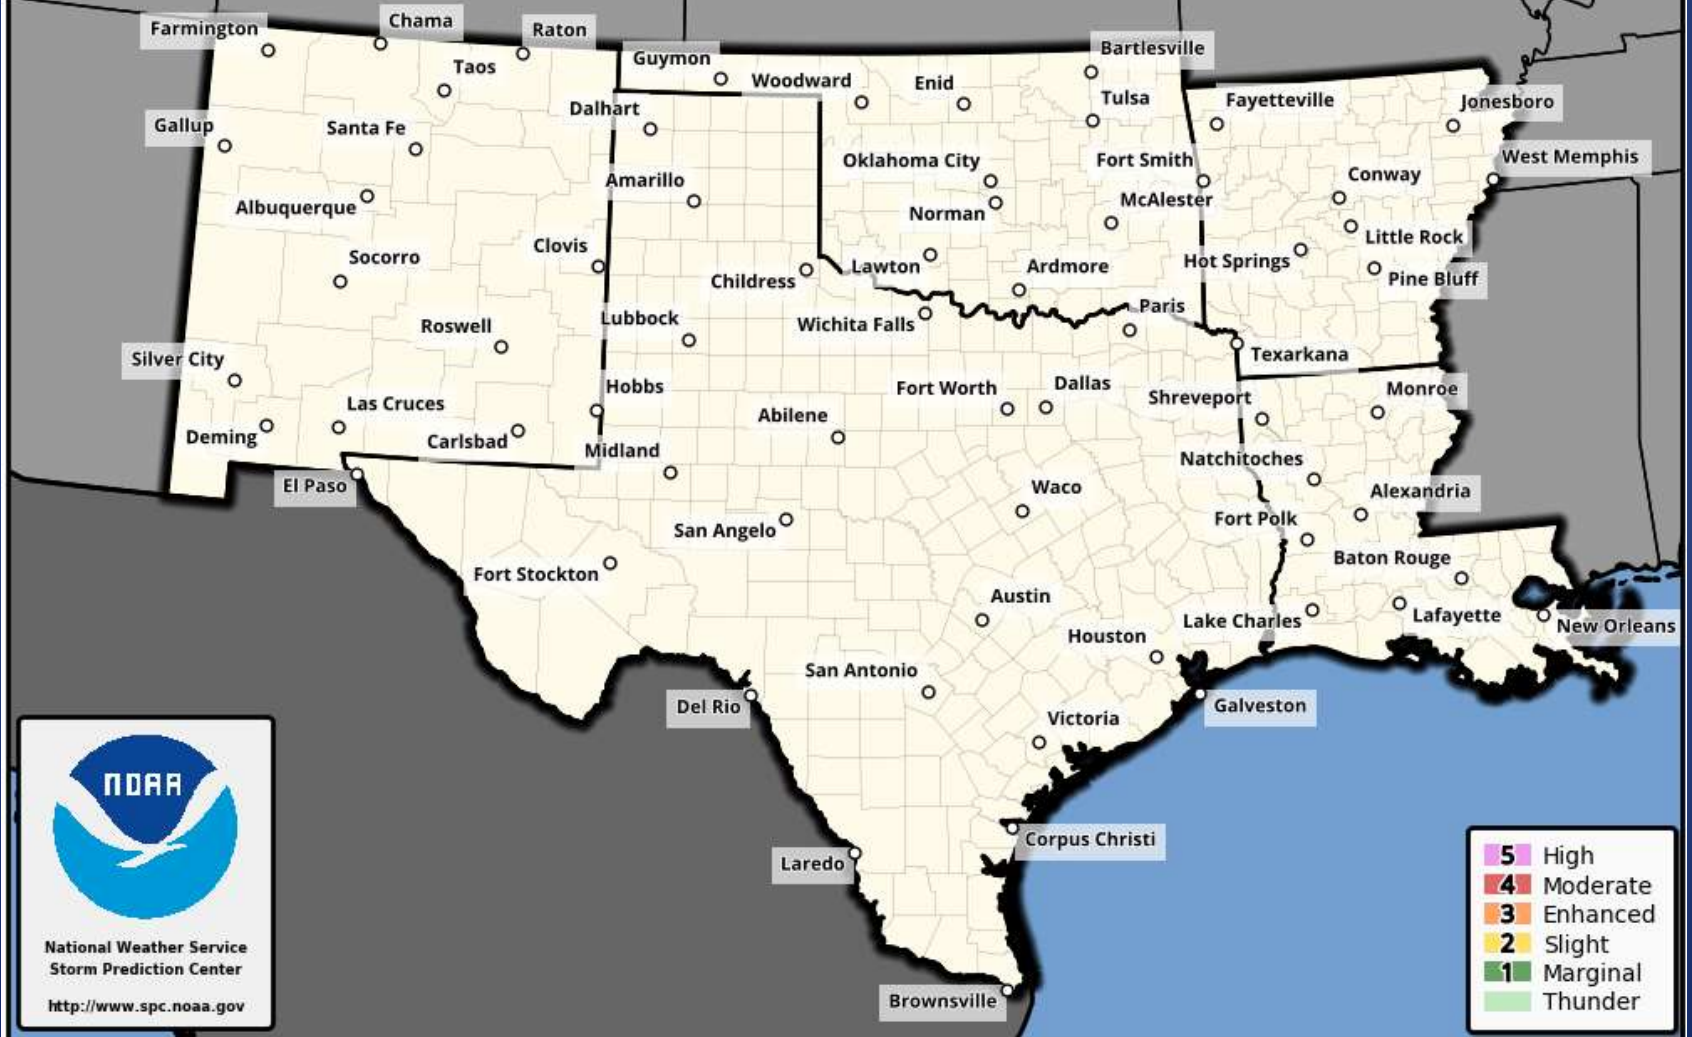 Farmington
Chama
Raton
Taos
Guymon
Woodward
Enid
Bartlesville
Tulsa
Dalhart
Fayetteville
Jonesboro
Gallup
Santa Fe
Oklahoma City
Fort Smith
West Memphis
Amarillo
Conway
Albuquerque
Norman
McAlester
Little Rock
Clovis
Socorro
Lawton
Ardmore
Hot Springs
Pine Bluff
Childress
Paris
Lubbock
Wichita Falls
Roswell
Texarkana
Silver City
Hobbs
Fort Worth
Dallas
Shreveport
Monroe
Las Cruces
Abilene
Deming
Carlsbad
Midland
Natchitoches
El Paso
Waco
Alexandria
San Angelo
Fort Polk
Fort Stockton
Baton Rouge
Austin
Lake Charles
Lafayette
New Orleans
Houston
San Antonio
Del Rio
Galveston
Victoria
Corpus Christi
Laredo
Brownsville
NOAA
National Weather Service
Storm Prediction Center
http://www.spc.noaa.gov
5 High
4 Moderate
3 Enhanced
2 Slight
1 Marginal
Thunder